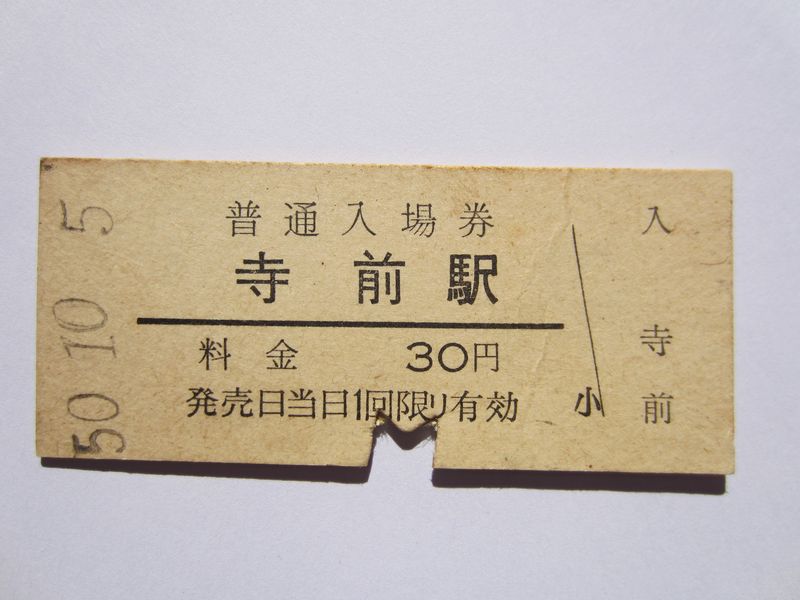 50 10 5
普通入場券
寺前駅
料金 30円
発売日当日1回限り有効
小
入
寺前